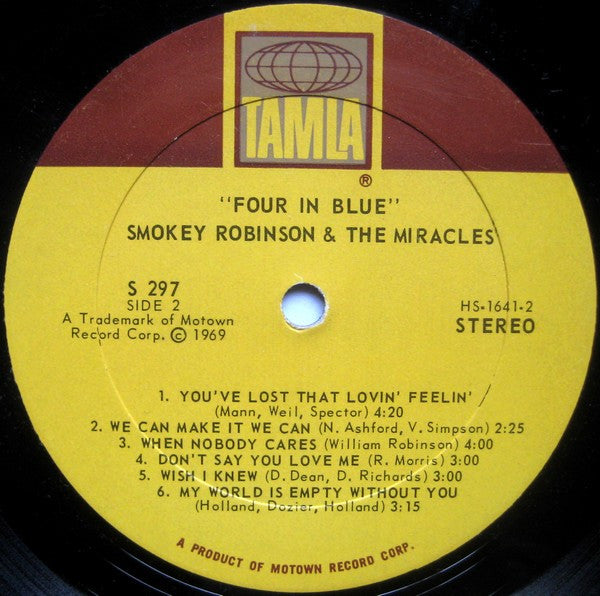 TAMLA
®
"FOUR IN BLUE"
SMOKEY ROBINSON & THE MIRACLES
S 297
SIDE 2
A Trademark of Motown
Record Corp. © 1969
HS-1641-2
STEREO
1. YOU'VE LOST THAT LOVIN' FEELIN'
(Mann, Weil, Spector) 4:20
2. WE CAN MAKE IT WE CAN (N. Ashford, V. Simpson) 2:25
3. WHEN NOBODY CARES (William Robinson) 4:00
4. DON'T SAY YOU LOVE ME (R. Morris) 3:00
5. WISH I KNEW (D. Dean, D. Richards) 3:00
6. MY WORLD IS EMPTY WITHOUT YOU
(Holland, Dozier, Holland) 3:15
A PRODUCT OF MOTOWN RECORD CORP.